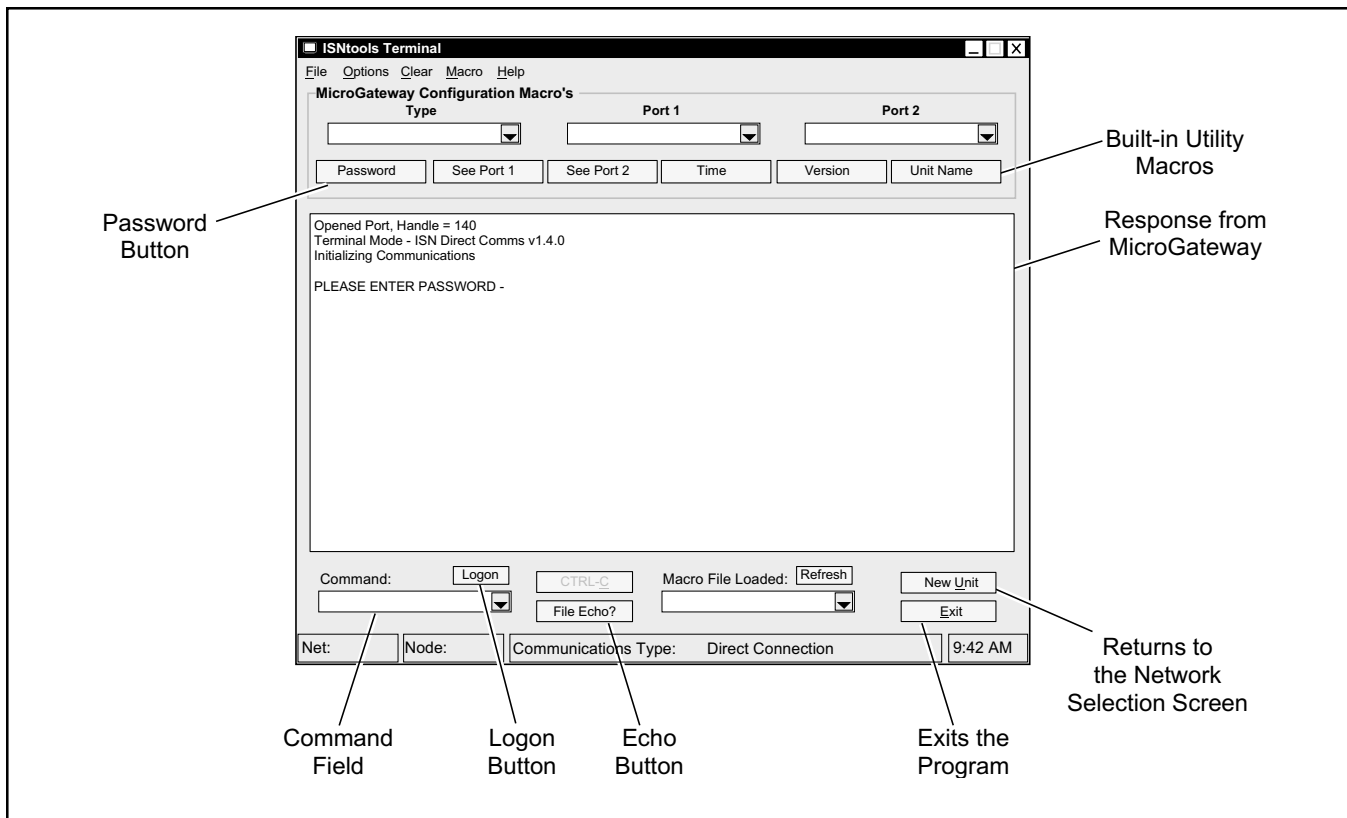 ISNtools Terminal
File Options Clear Macro Help
MicroGateway Configuration Macro's
Type Port 1 Port 2
Password See Port 1 See Port 2 Time Version Unit Name
Built-in Utility
Macros
Password
Button
Response from
MicroGateway
Opened Port, Handle = 140
Terminal Mode - ISN Direct Comms v1.4.0
Initializing Communications
PLEASE ENTER PASSWORD -
Command: Logon CTRL-C Macro File Loaded: Refresh New Unit
File Echo? Exit
Net: Node: Communications Type: Direct Connection 9:42 AM
Returns to
the Network
Selection Screen
Command
Field
Logon
Button
Echo
Button
Exits the
Program